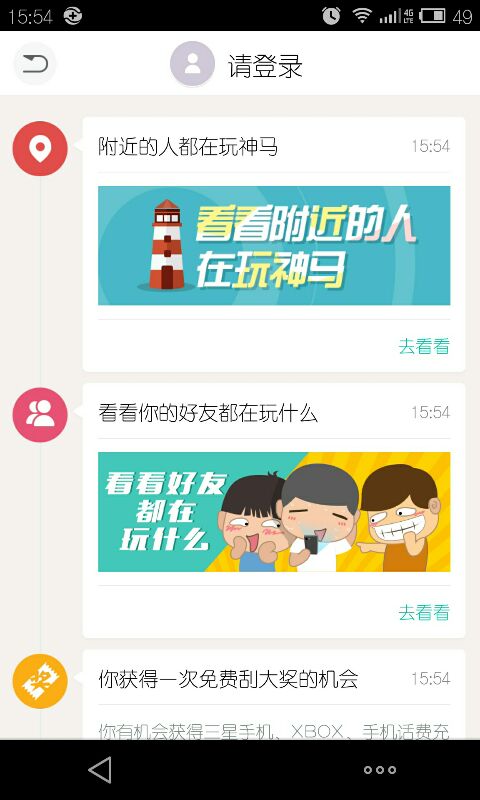 15:54
4G
LTE
49
请登录
附近的人都在玩神马
15:54
看看附近的人
在玩神马
去看看
看看你的好友都在玩什么
15:54
看看好友
都在
玩什么
去看看
你获得一次免费刮大奖的机会
15:54
你有机会获得三星手机、XBOX、手机话费充